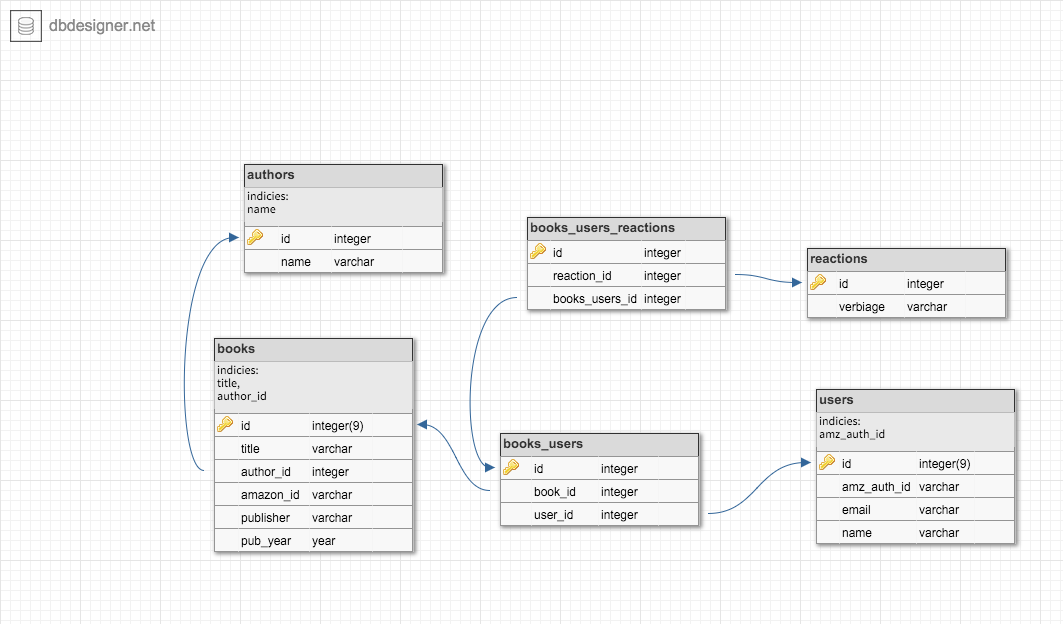 dbdesigner.net
authors
indicies:
name
id integer
name varchar
books_users_reactions
id integer
reaction_id integer
books_users_id integer
reactions
id integer
verbiage varchar
books
indicies:
title,
author_id
id integer(9)
title varchar
author_id integer
amazon_id varchar
publisher varchar
pub_year year
books_users
id integer
book_id integer
user_id integer
users
indicies:
amz_auth_id
id integer(9)
amz_auth_id varchar
email varchar
name varchar